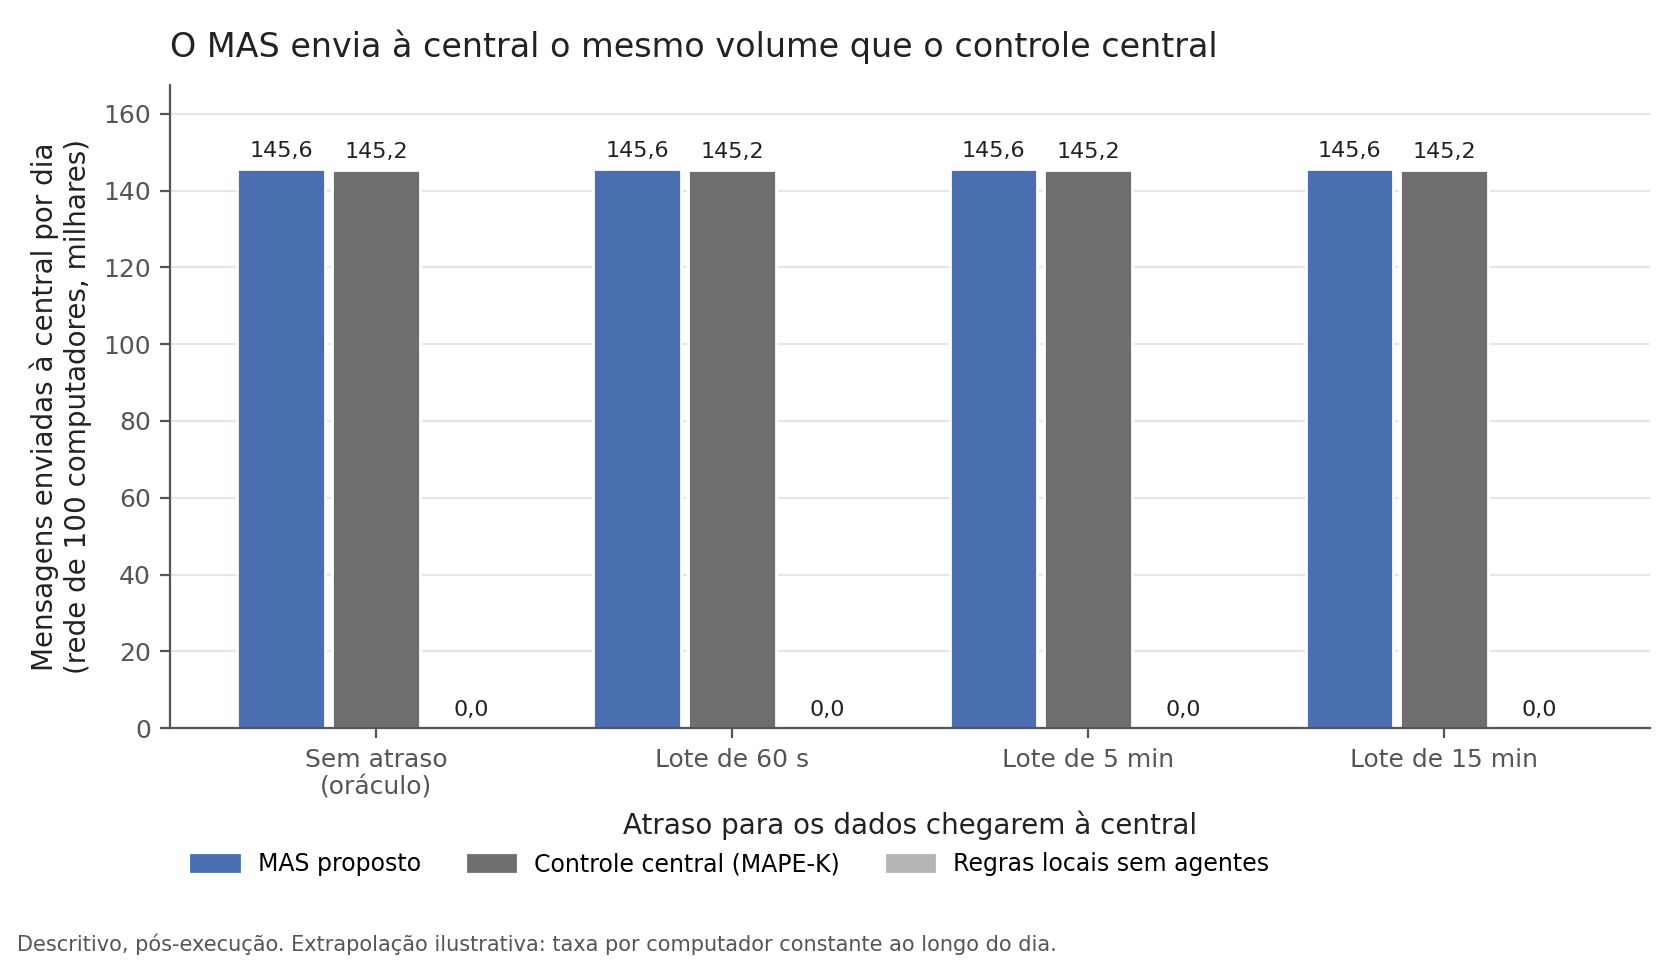 O MAS envia à central o mesmo volume que o controle central
Mensagens enviadas à central por dia
(rede de 100 computadores, milhares)
160
140
120
100
80
60
40
20
0
145,6 145,2 0,0
145,6 145,2 0,0
145,6 145,2 0,0
145,6 145,2 0,0
Sem atraso
(oráculo)
Lote de 60 s
Lote de 5 min
Lote de 15 min
Atraso para os dados chegarem à central
MAS proposto
Controle central (MAPE-K)
Regras locais sem agentes
Descritivo, pós-execução. Extrapolação ilustrativa: taxa por computador constante ao longo do dia.